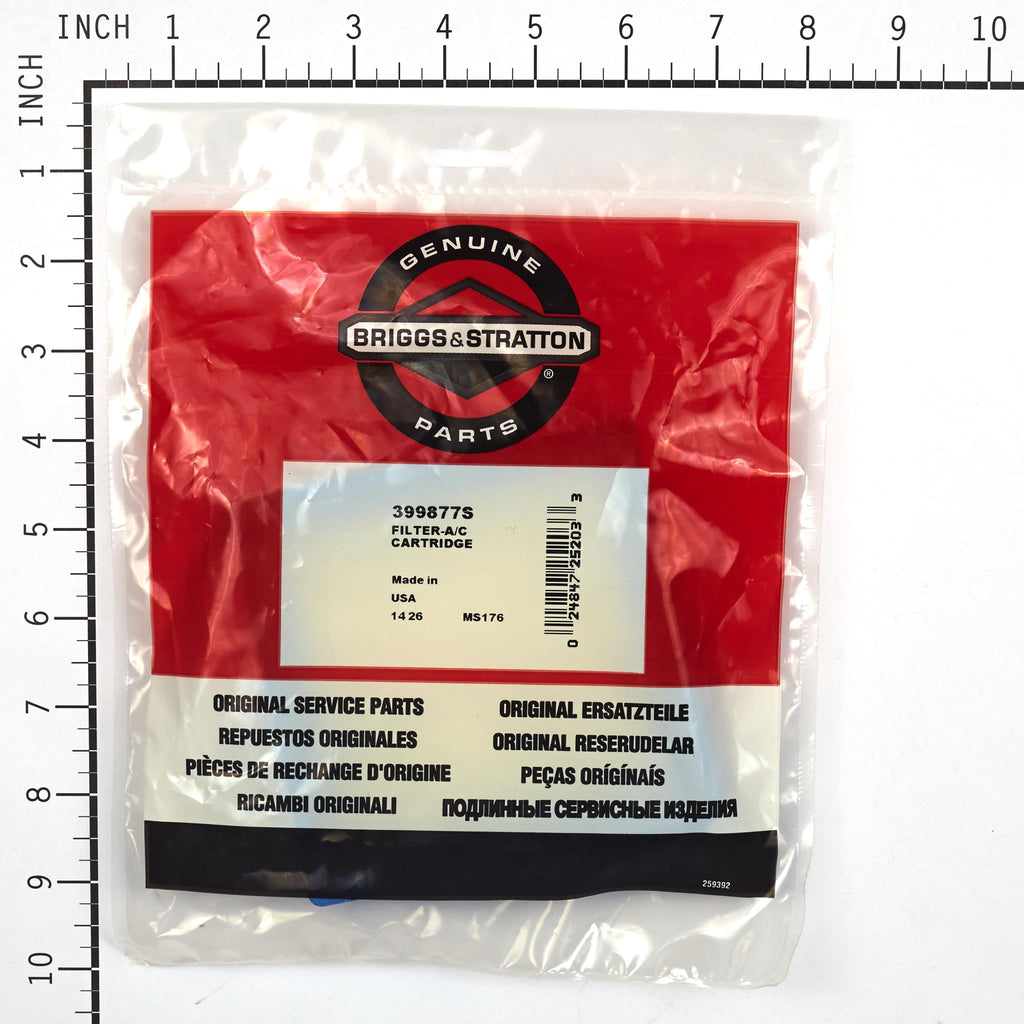 INCH 1 2 3 4 5 6 7 8 9 10
INCH
1
2
3
4
5
6
7
8
9
10
GENUINE
BRIGGS&STRATTON
®
PARTS
399877S
FILTER-A/C
CARTRIDGE
Made in
USA
14 26 MS176
0 24847 25203 3
ORIGINAL SERVICE PARTS
REPUESTOS ORIGINALES
PIÈCES DE RECHANGE D'ORIGINE
RICAMBI ORIGINALI
ORIGINAL ERSATZTEILE
ORIGINAL RESERUDELAR
PEÇAS ORÍGÍNAÍS
ПОДЛИННЫЕ СЕРВИСНЫЕ ИЗДЕЛИЯ
259392